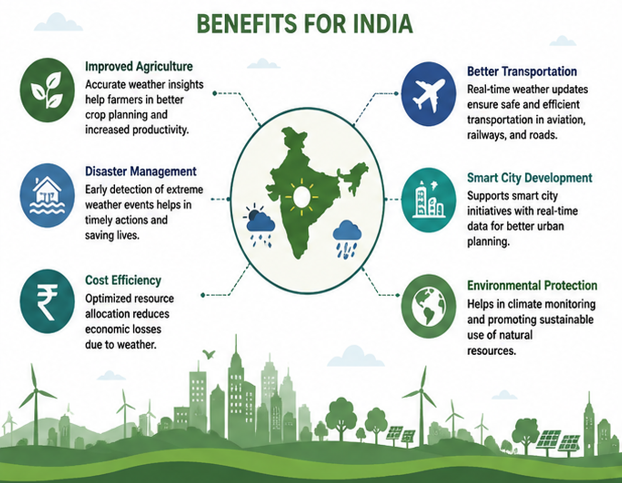 BENEFITS FOR INDIA
Improved Agriculture
Accurate weather insights
help farmers in better
crop planning and
increased productivity.
Disaster Management
Early detection of extreme
weather events helps in
timely actions and
saving lives.
₹
Cost Efficiency
Optimized resource
allocation reduces
economic losses
due to weather.
Better Transportation
Real-time weather updates
ensure safe and efficient
transportation in aviation,
railways, and roads.
Smart City Development
Supports smart city
initiatives with real-time
data for better urban
planning.
Environmental Protection
Helps in climate monitoring
and promoting sustainable
use of natural
resources.